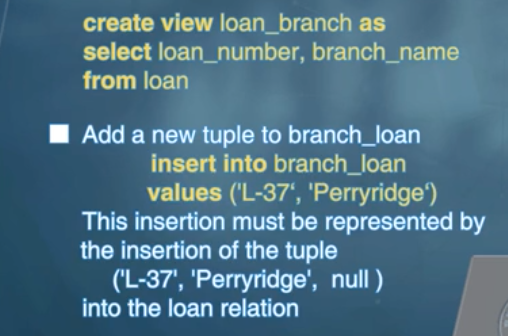 create view loan_branch as
select loan_number, branch_name
from loan
Add a new tuple to branch_loan
insert into branch_loan
values ('L-37‘, 'Perryridge‘)
This insertion must be represented by
the insertion of the tuple
('L-37', 'Perryridge', null )
into the loan relation